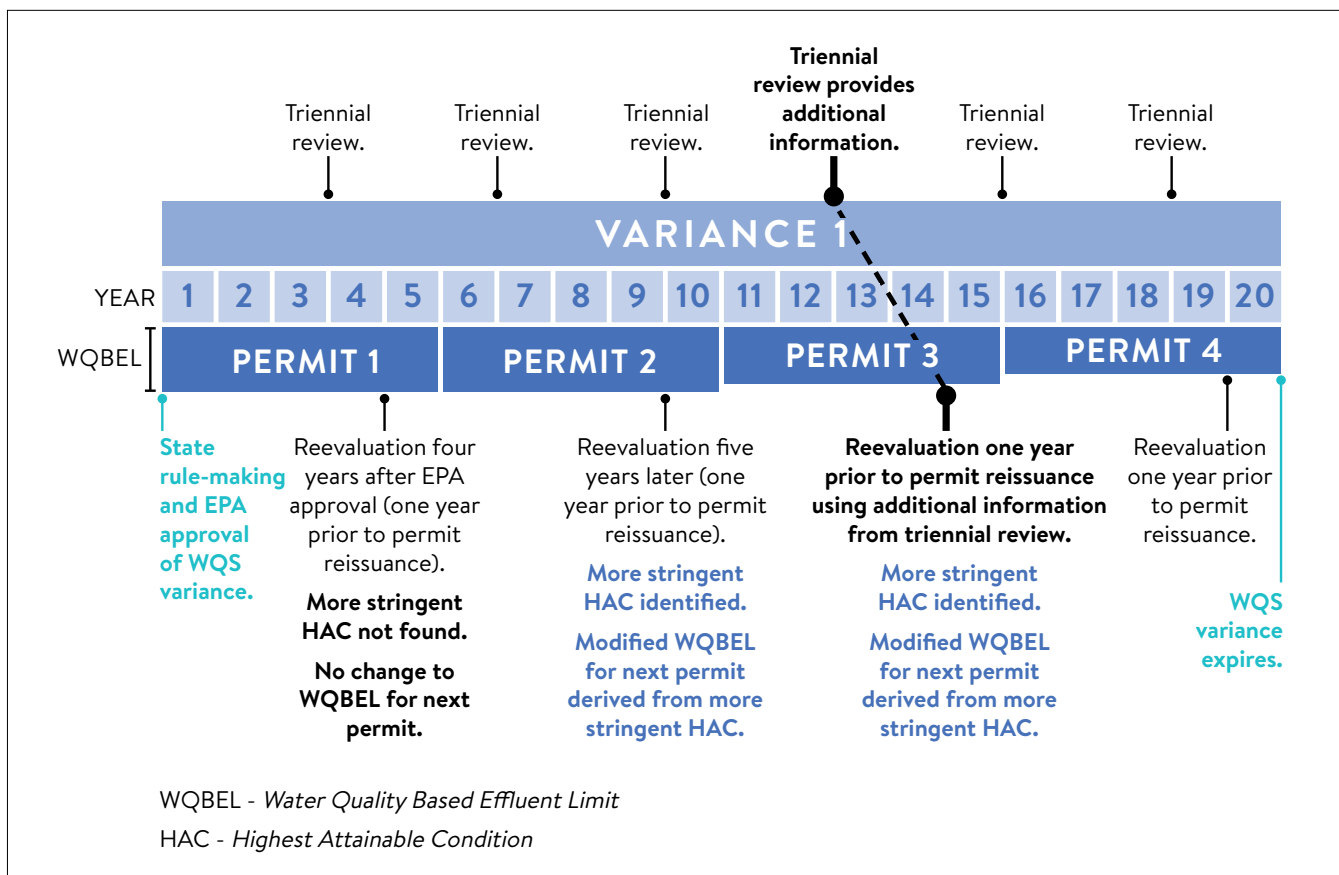 Triennial
review.
Triennial
review.
Triennial
review.
Triennial
review provides
additional
information.
Triennial
review.
Triennial
review.
VARIANCE 1
YEAR 1 2 3 4 5 6 7 8 9 10 11 12 13 14 15 16 17 18 19 20
WQBEL PERMIT 1 PERMIT 2 PERMIT 3 PERMIT 4
State
rule-making
and EPA
approval
of WQS
variance.
Reevaluation four
years after EPA
approval (one year
prior to permit
reissuance).
More stringent
HAC not found.
No change to
WQBEL for next
permit.
Reevaluation five
years later (one
year prior to permit
reissuance).
More stringent
HAC identified.
Modified WQBEL
for next permit
derived from more
stringent HAC.
Reevaluation one year
prior to permit reissuance
using additional information
from triennial review.
More stringent
HAC identified.
Modified WQBEL
for next permit
derived from more
stringent HAC.
Reevaluation
one year prior
to permit
reissuance.
WQS
variance
expires.
WQBEL - Water Quality Based Effluent Limit
HAC - Highest Attainable Condition